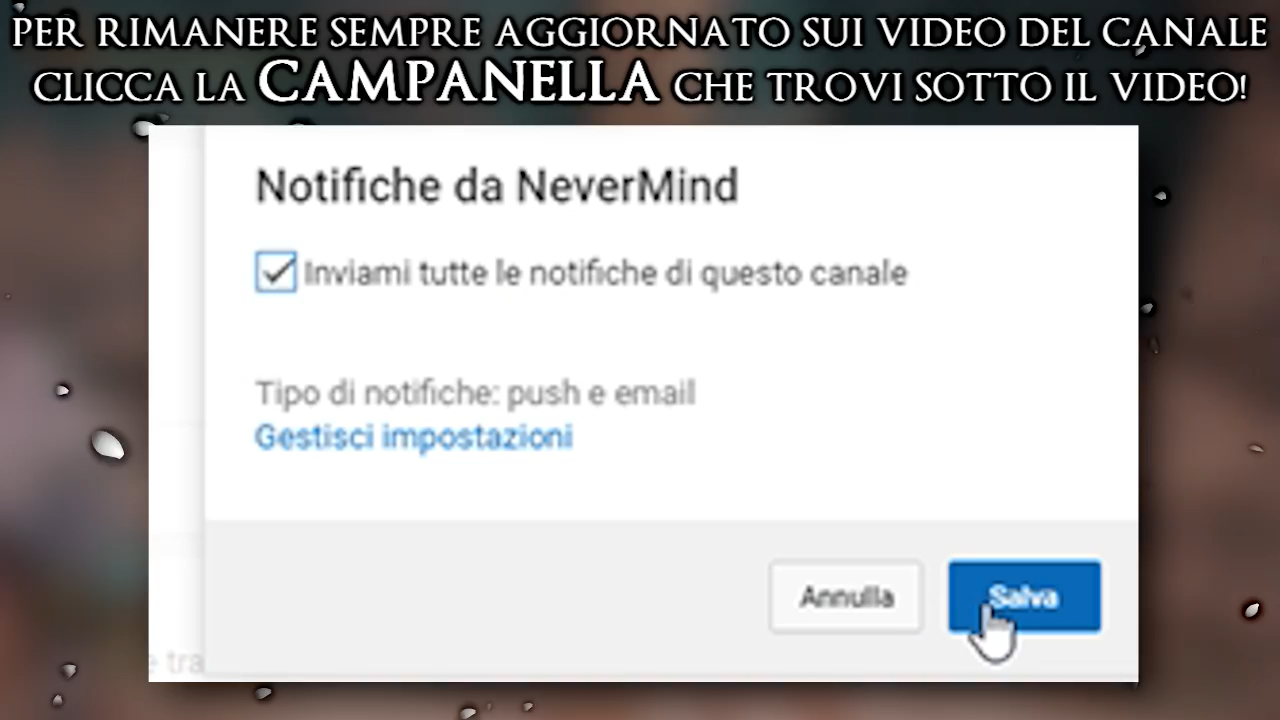 PER RIMANERE SEMPRE AGGIORNATO SUI VIDEO DEL CANALE
CLICCA LA CAMPANELLA CHE TROVI SOTTO IL VIDEO!
Notifiche da NeverMind
Inviami tutte le notifiche di questo canale
Tipo di notifiche: push e email
Gestisci impostazioni
Annulla Salva
e tra